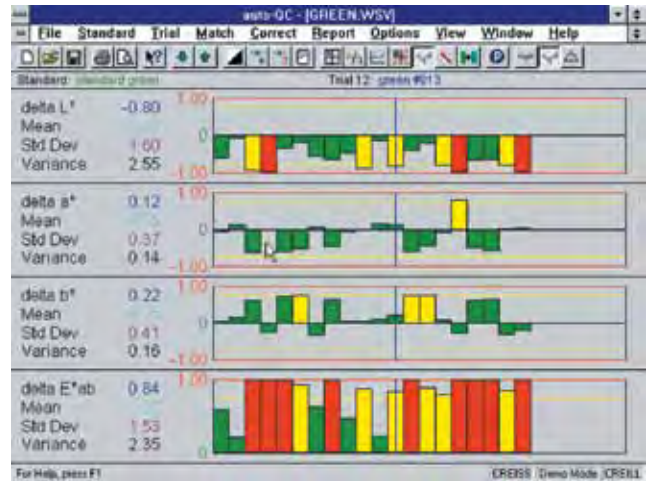 auto-QC - [GREEN.WSV]
File Standard Trial Match Correct Report Options View Window Help
Standard: standard green Trial 12: green #013
delta L* -0.80 1.00
Mean 0
Std Dev 1.60
Variance 2.55 -1.00
delta a* 0.12 1.00
Mean 0
Std Dev 0.37
Variance 0.14 -1.00
delta b* 0.22 1.00
Mean 0
Std Dev 0.41
Variance 0.16 -1.00
delta E*ab 0.84 1.00
Mean
Std Dev 1.53
Variance 2.35 0
For Help, press F1 CREISS Demo Mode